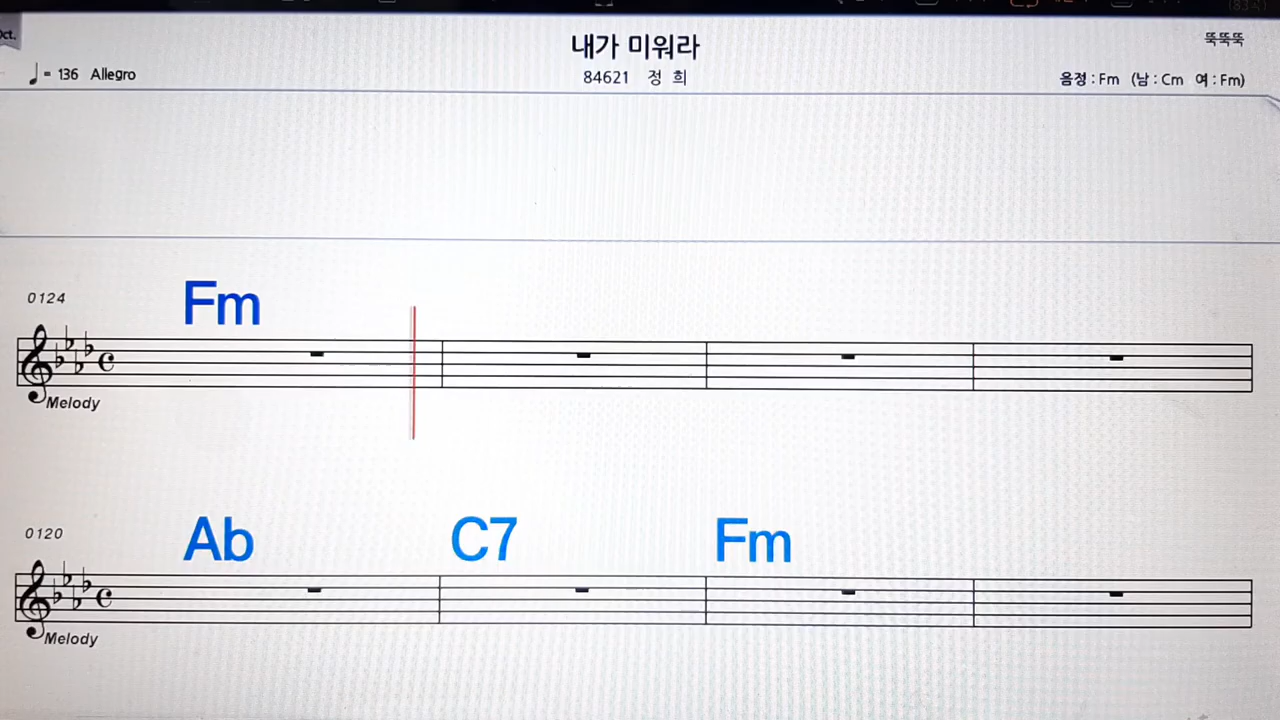 내가 미워라
뚝뚝뚝
= 136 Allegro
84621 정 희
음정 : Fm (남 : Cm 여 : Fm)
0124
Fm
Melody
0120
Ab C7 Fm
Melody